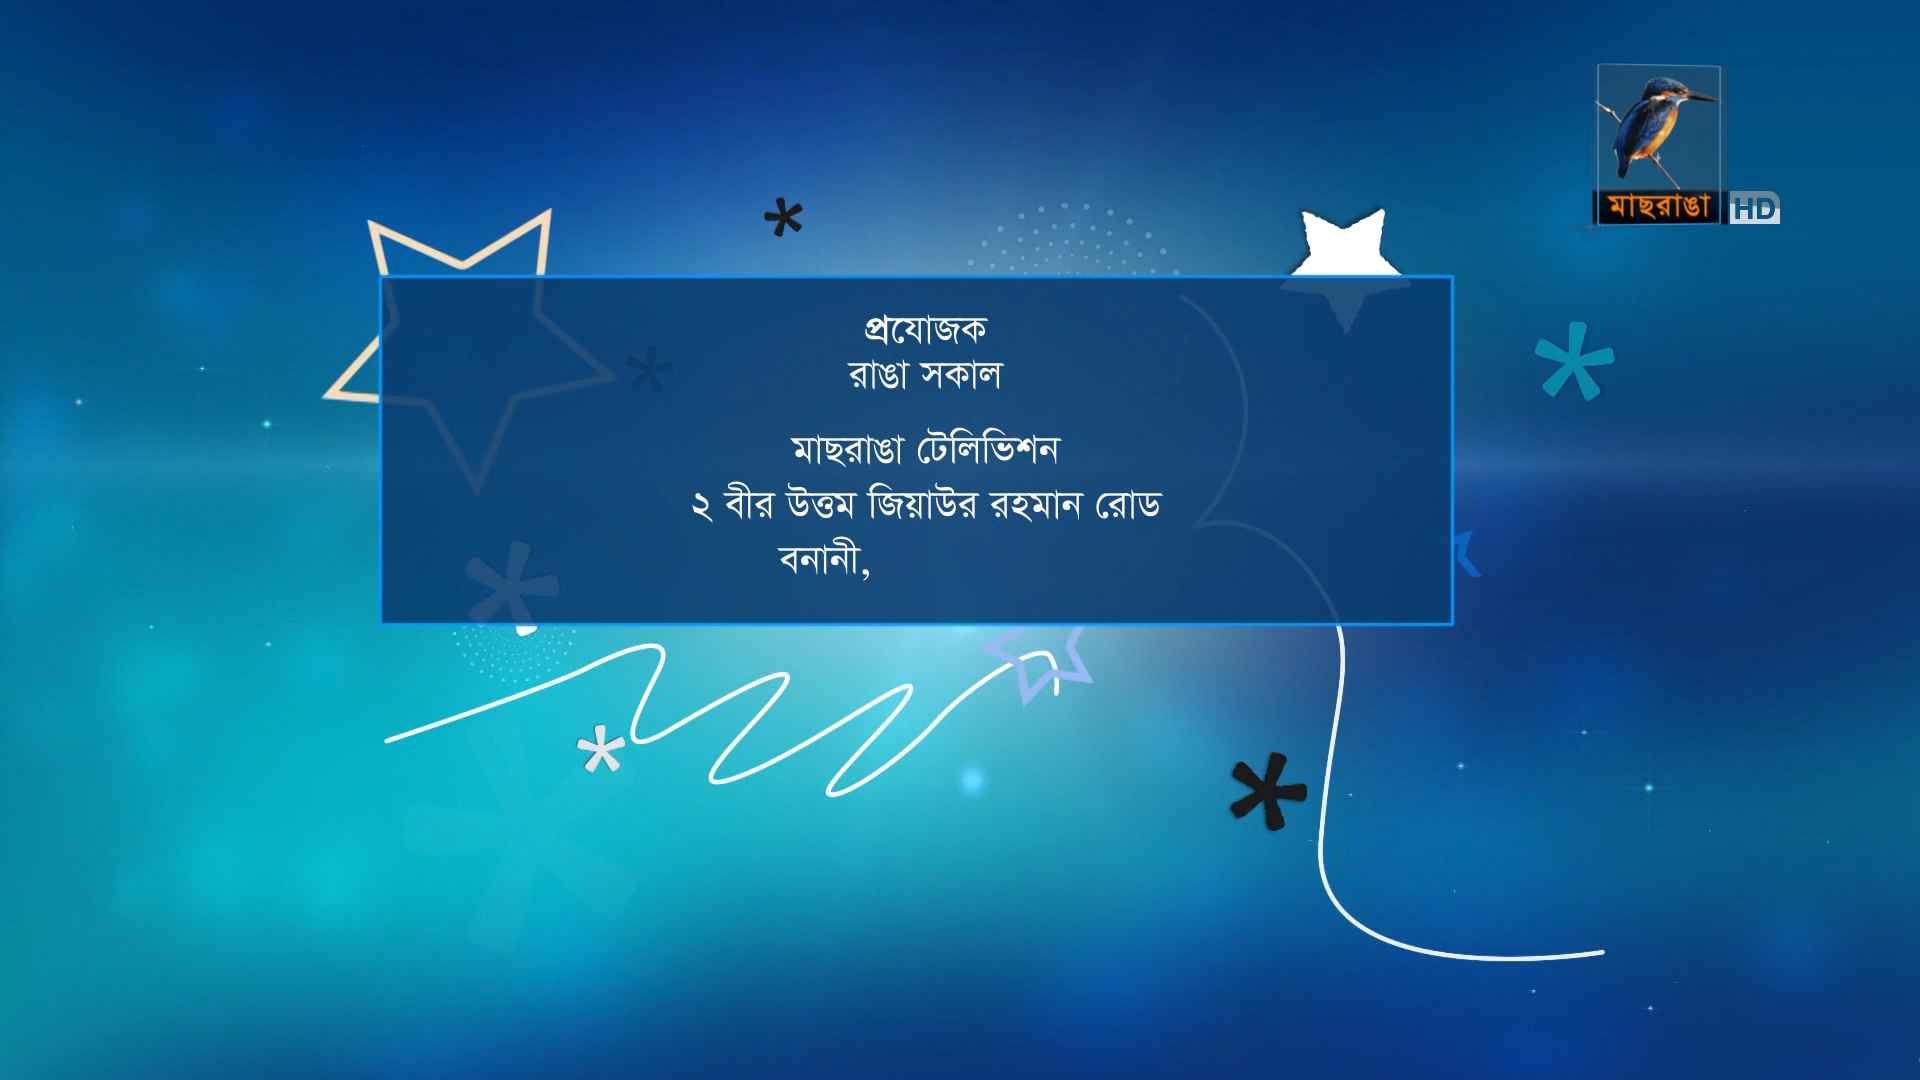 মাছরাঙা HD
প্রযোজক
রাঙা সকাল
মাছরাঙা টেলিভিশন
২ বীর উত্তম জিয়াউর রহমান রোড
বনানী,